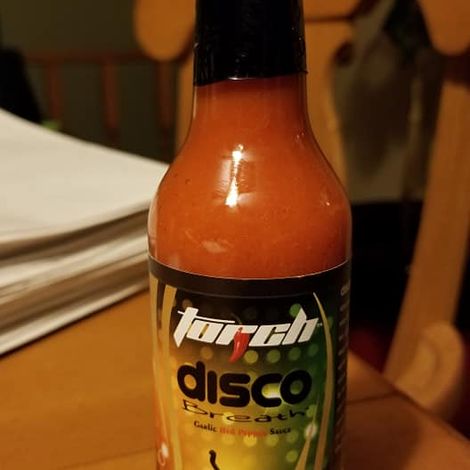 torch
disco
Breath
Garlic Red Pepper Sauce